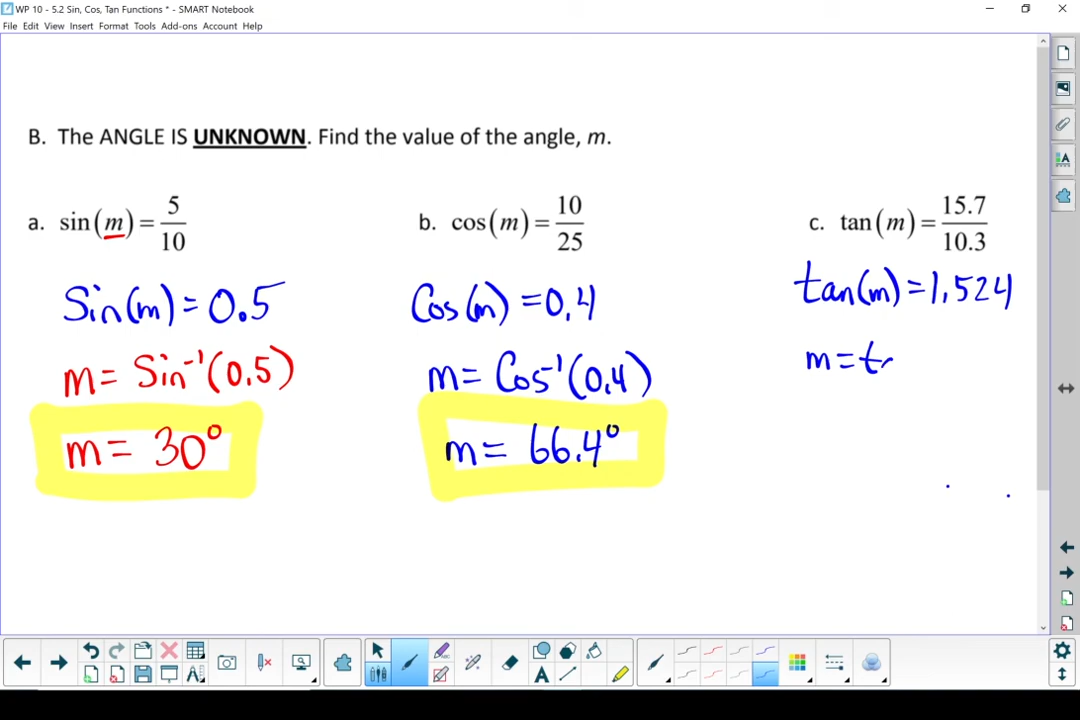 WP 10 - 5.2 Sin, Cos, Tan Functions * - SMART Notebook
File Edit View Insert Format Tools Add-ons Account Help
B. The ANGLE IS UNKNOWN. Find the value of the angle, m.
a. sin(m) = 5/10
b. cos(m) = 10/25
c. tan(m) = 15.7/10.3
Sin(m) = 0.5
Cos(m) = 0.4
tan(m) = 1.524
m = Sin⁻¹(0.5)
m = Cos⁻¹(0.4)
m = t
m = 30°
m = 66.4°